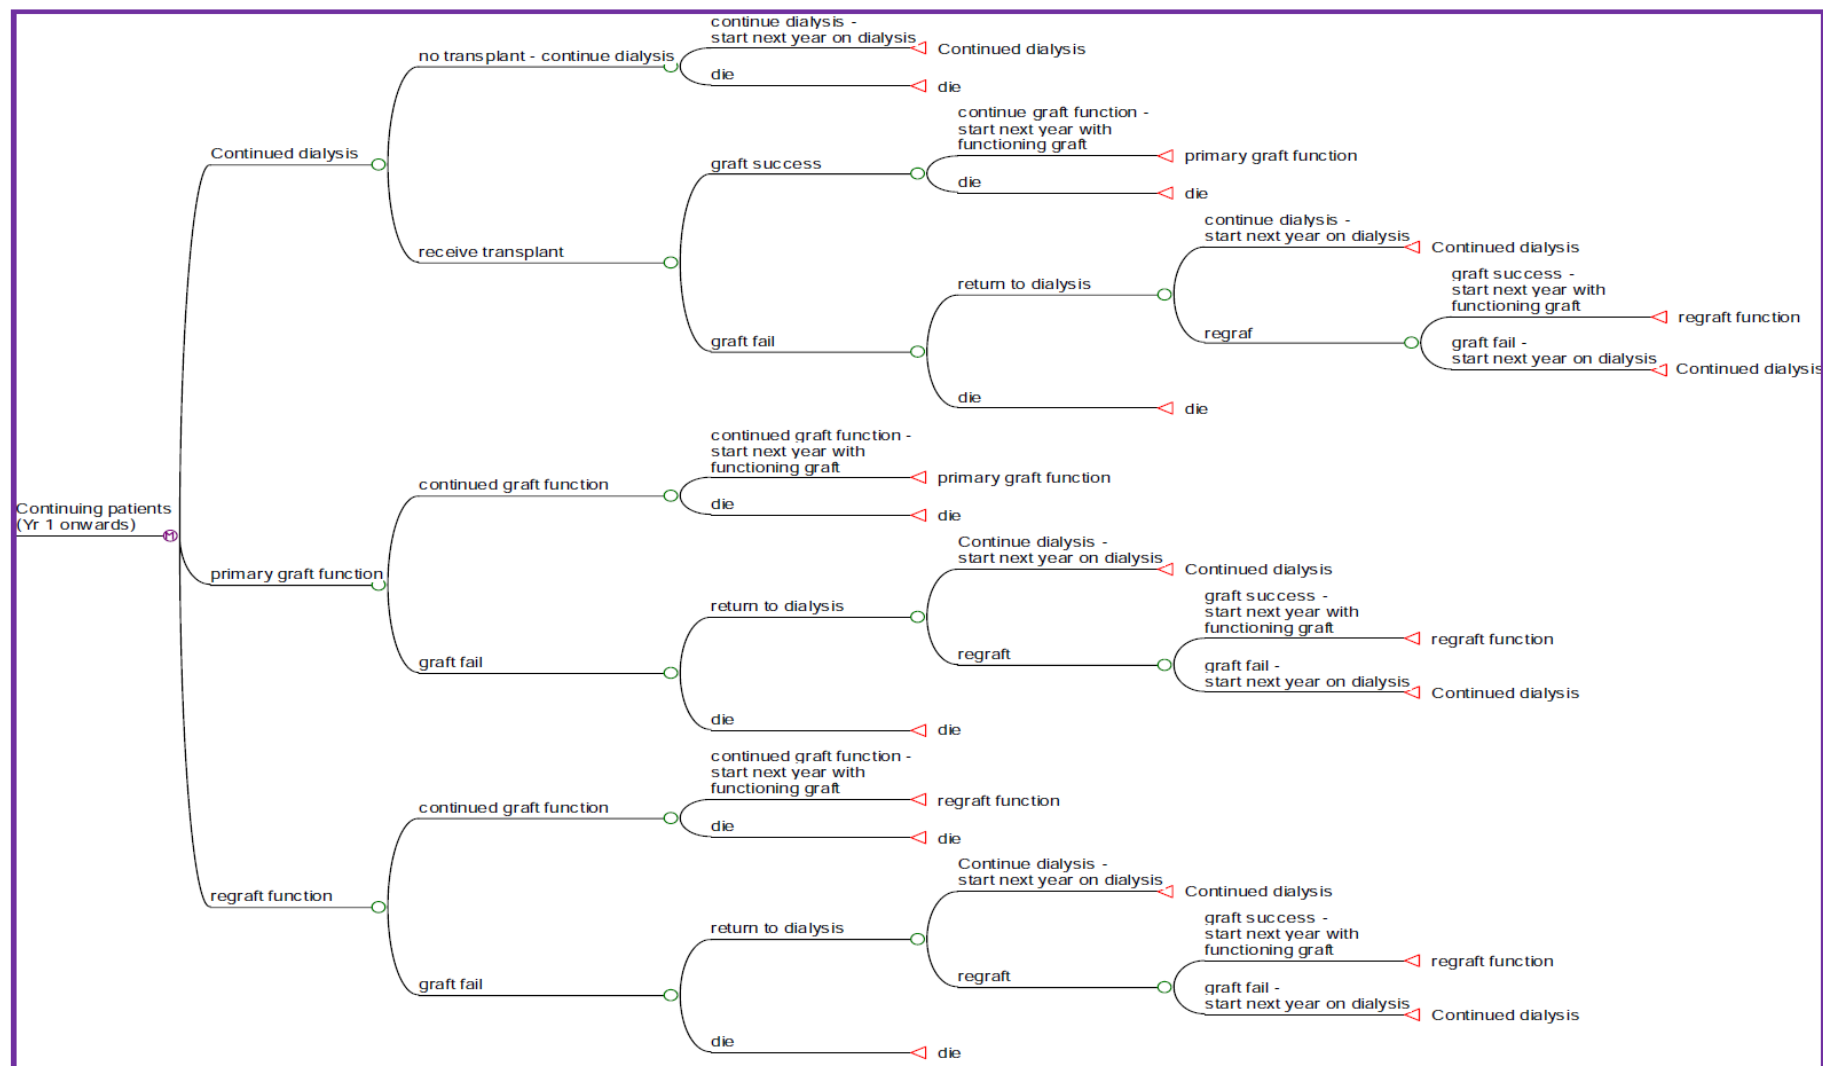 continue dialysis -
start next year on dialysis
Continued dialysis
no transplant - continue dialysis
die
die
continue graft function -
start next year with
functioning graft
primary graft function
Continued dialysis
graft success
die
die
continue dialysis -
start next year on dialysis
Continued dialysis
receive transplant
graft success -
start next year with
functioning graft
regraft function
return to dialysis
regraf
graft fail
graft fail -
start next year on dialysis
Continued dialysis
die
die
continued graft function -
start next year with
functioning graft
primary graft function
continued graft function
die
die
Continuing patients
(Yr 1 onwards)
M
Continue dialysis -
start next year on dialysis
Continued dialysis
primary graft function
graft success -
start next year with
functioning graft
regraft function
return to dialysis
regraft
graft fail
graft fail -
start next year on dialysis
Continued dialysis
die
die
continued graft function -
start next year with
functioning graft
regraft function
continued graft function
die
die
Continue dialysis -
start next year on dialysis
Continued dialysis
regraft function
graft success -
start next year with
functioning graft
regraft function
return to dialysis
regraft
graft fail
graft fail -
start next year on dialysis
Continued dialysis
die
die